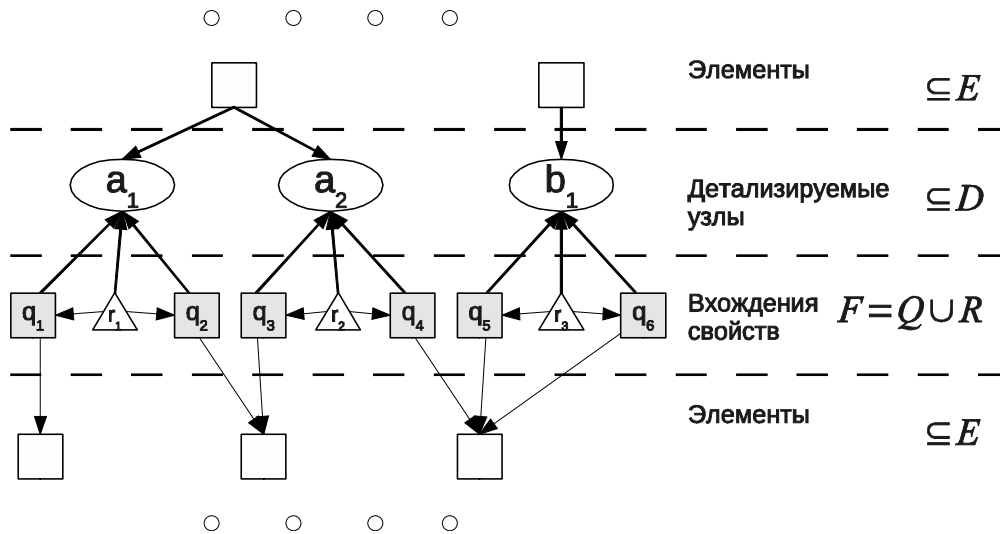 Элементы
⊆E
a1 a2 b1
Детализируемые
узлы
⊆D
q1 r1 q2 q3 r2 q4 q5 r3 q6
Вхождения
свойств
F=Q∪R
Элементы
⊆E